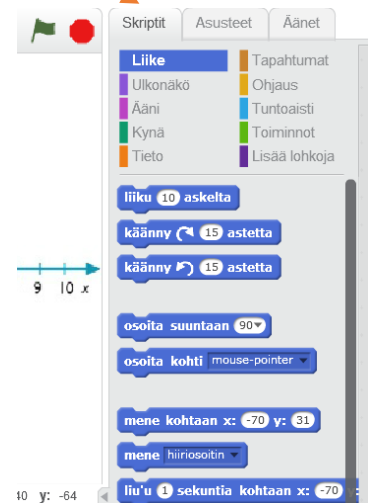 Skriptit Asusteet Äänet
Liike Tapahtumat
Ulkonäkö Ohjaus
Ääni Tuntoaisti
Kynä Toiminnot
Tieto Lisää lohkoja
liiku 10 askelta
käänny 15 astetta
käänny 15 astetta
9 10 x
osoita suuntaan 90
osoita kohti mouse-pointer
mene kohtaan x: -70 y: 31
mene hiiriosoitin
liu'u 1 sekuntia kohtaan x: -70 y:
40 y: -64